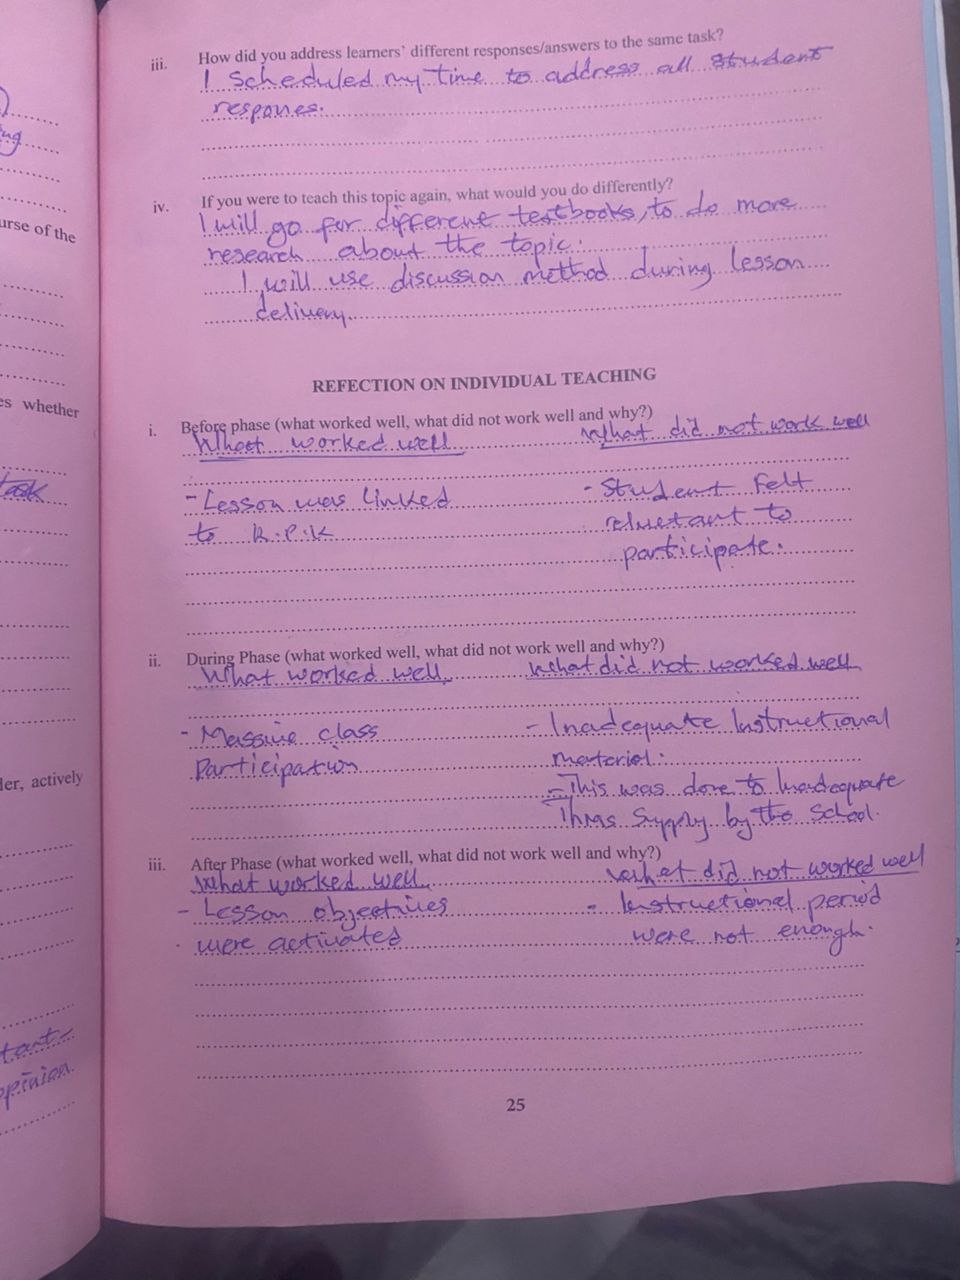 iii. How did you address learners' different responses/answers to the same task?
I scheduled my time to address all student
respones.
iv. If you were to teach this topic again, what would you do differently?
I will go for different textbooks, to do more
research about the topic.
I will use discussion method during lesson
delivery.
REFECTION ON INDIVIDUAL TEACHING
i. Before phase (what worked well, what did not work well and why?)
What worked well What did not work well
- Lesson was linked - Student felt
to R.P.K reluctant to
participate.
ii. During Phase (what worked well, what did not work well and why?)
What worked well What did not worked well
- Massive class - Inadequate Instructional
Participation material.
- This was done to Inadequate
Supply by the School.
iii. After Phase (what worked well, what did not work well and why?)
What worked well What did not worked well
- Lesson objectives - Instructional period
were activated were not enough.
25
urse of the
es whether
task
ler, actively
opinion.